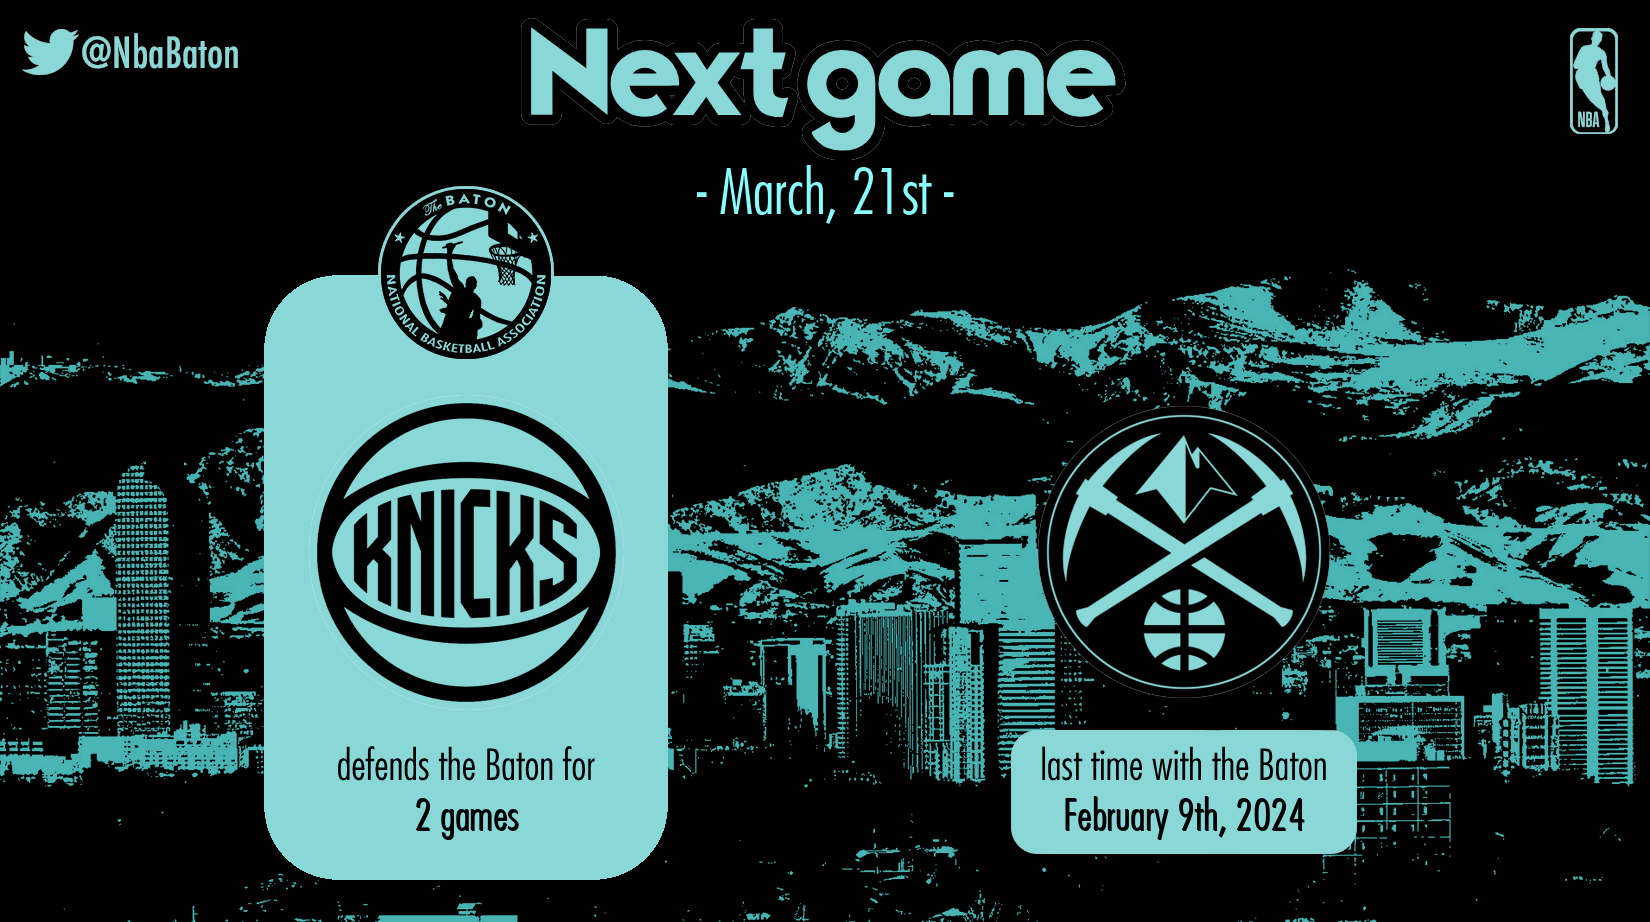 @NbaBaton
Next game
NBA
- March, 21st -
The BATON
NATIONAL BASKETBALL ASSOCIATION
KNICKS
defends the Baton for
2 games
last time with the Baton
February 9th, 2024